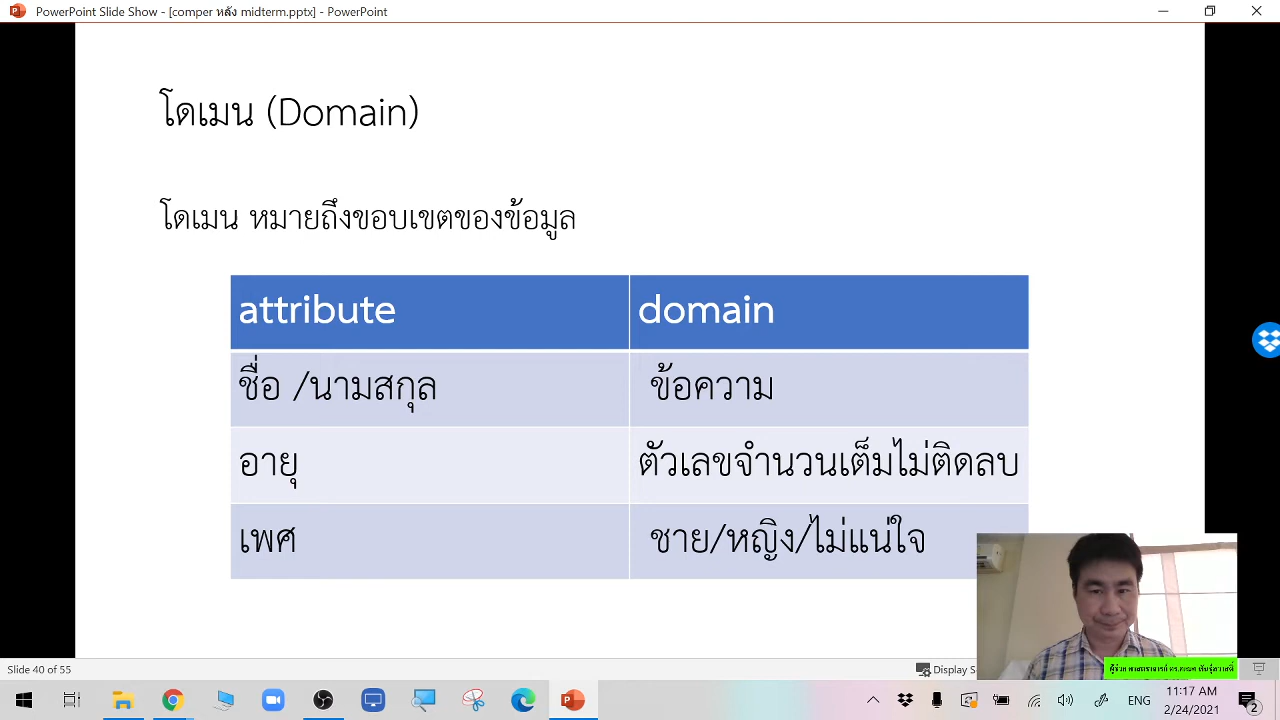 PowerPoint Slide Show - [comper หลัง midterm.pptx] - PowerPoint
โดเมน (Domain)
โดเมน หมายถึงขอบเขตของข้อมูล
attribute domain
ชื่อ /นามสกุล ข้อความ
อายุ ตัวเลขจำนวนเต็มไม่ติดลบ
เพศ ชาย/หญิง/ไม่แน่ใจ
Slide 40 of 55
Display S
ENG
11:17 AM
2/24/2021
2